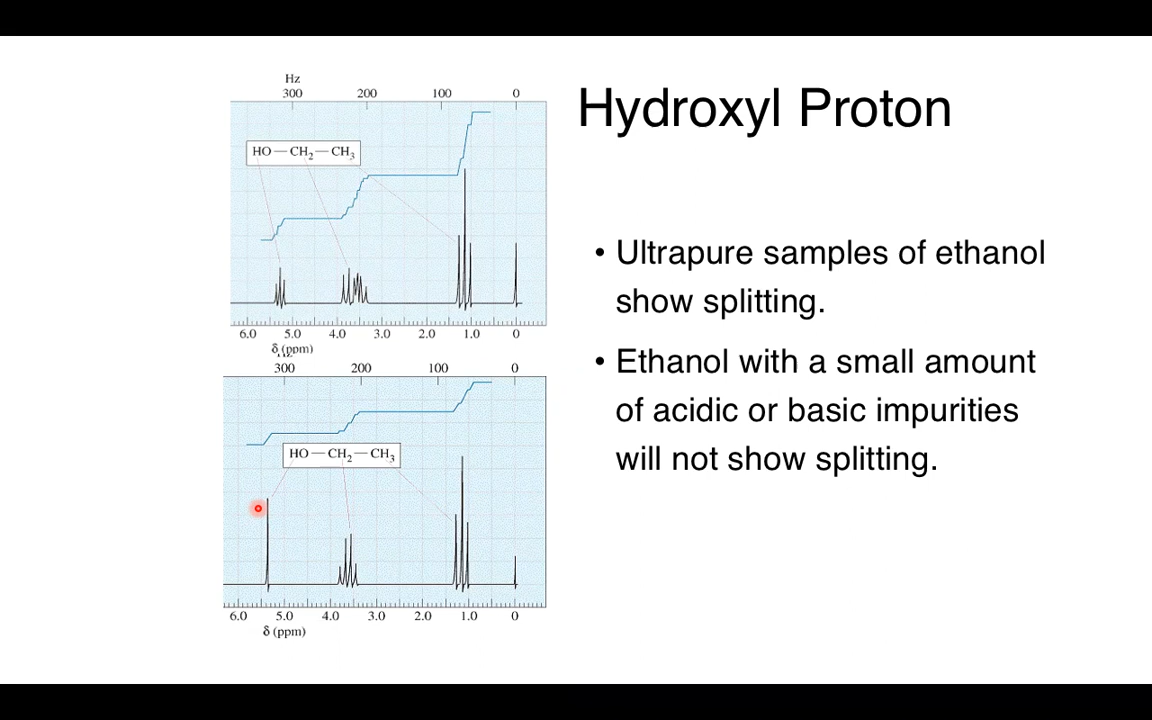 Hydroxyl Proton
Hz
300 200 100 0
HO — CH₂ — CH₃
6.0 5.0 4.0 3.0 2.0 1.0 0
δ (ppm)
300 200 100 0
HO — CH₂ — CH₃
6.0 5.0 4.0 3.0 2.0 1.0 0
δ (ppm)
• Ultrapure samples of ethanol
show splitting.
• Ethanol with a small amount
of acidic or basic impurities
will not show splitting.